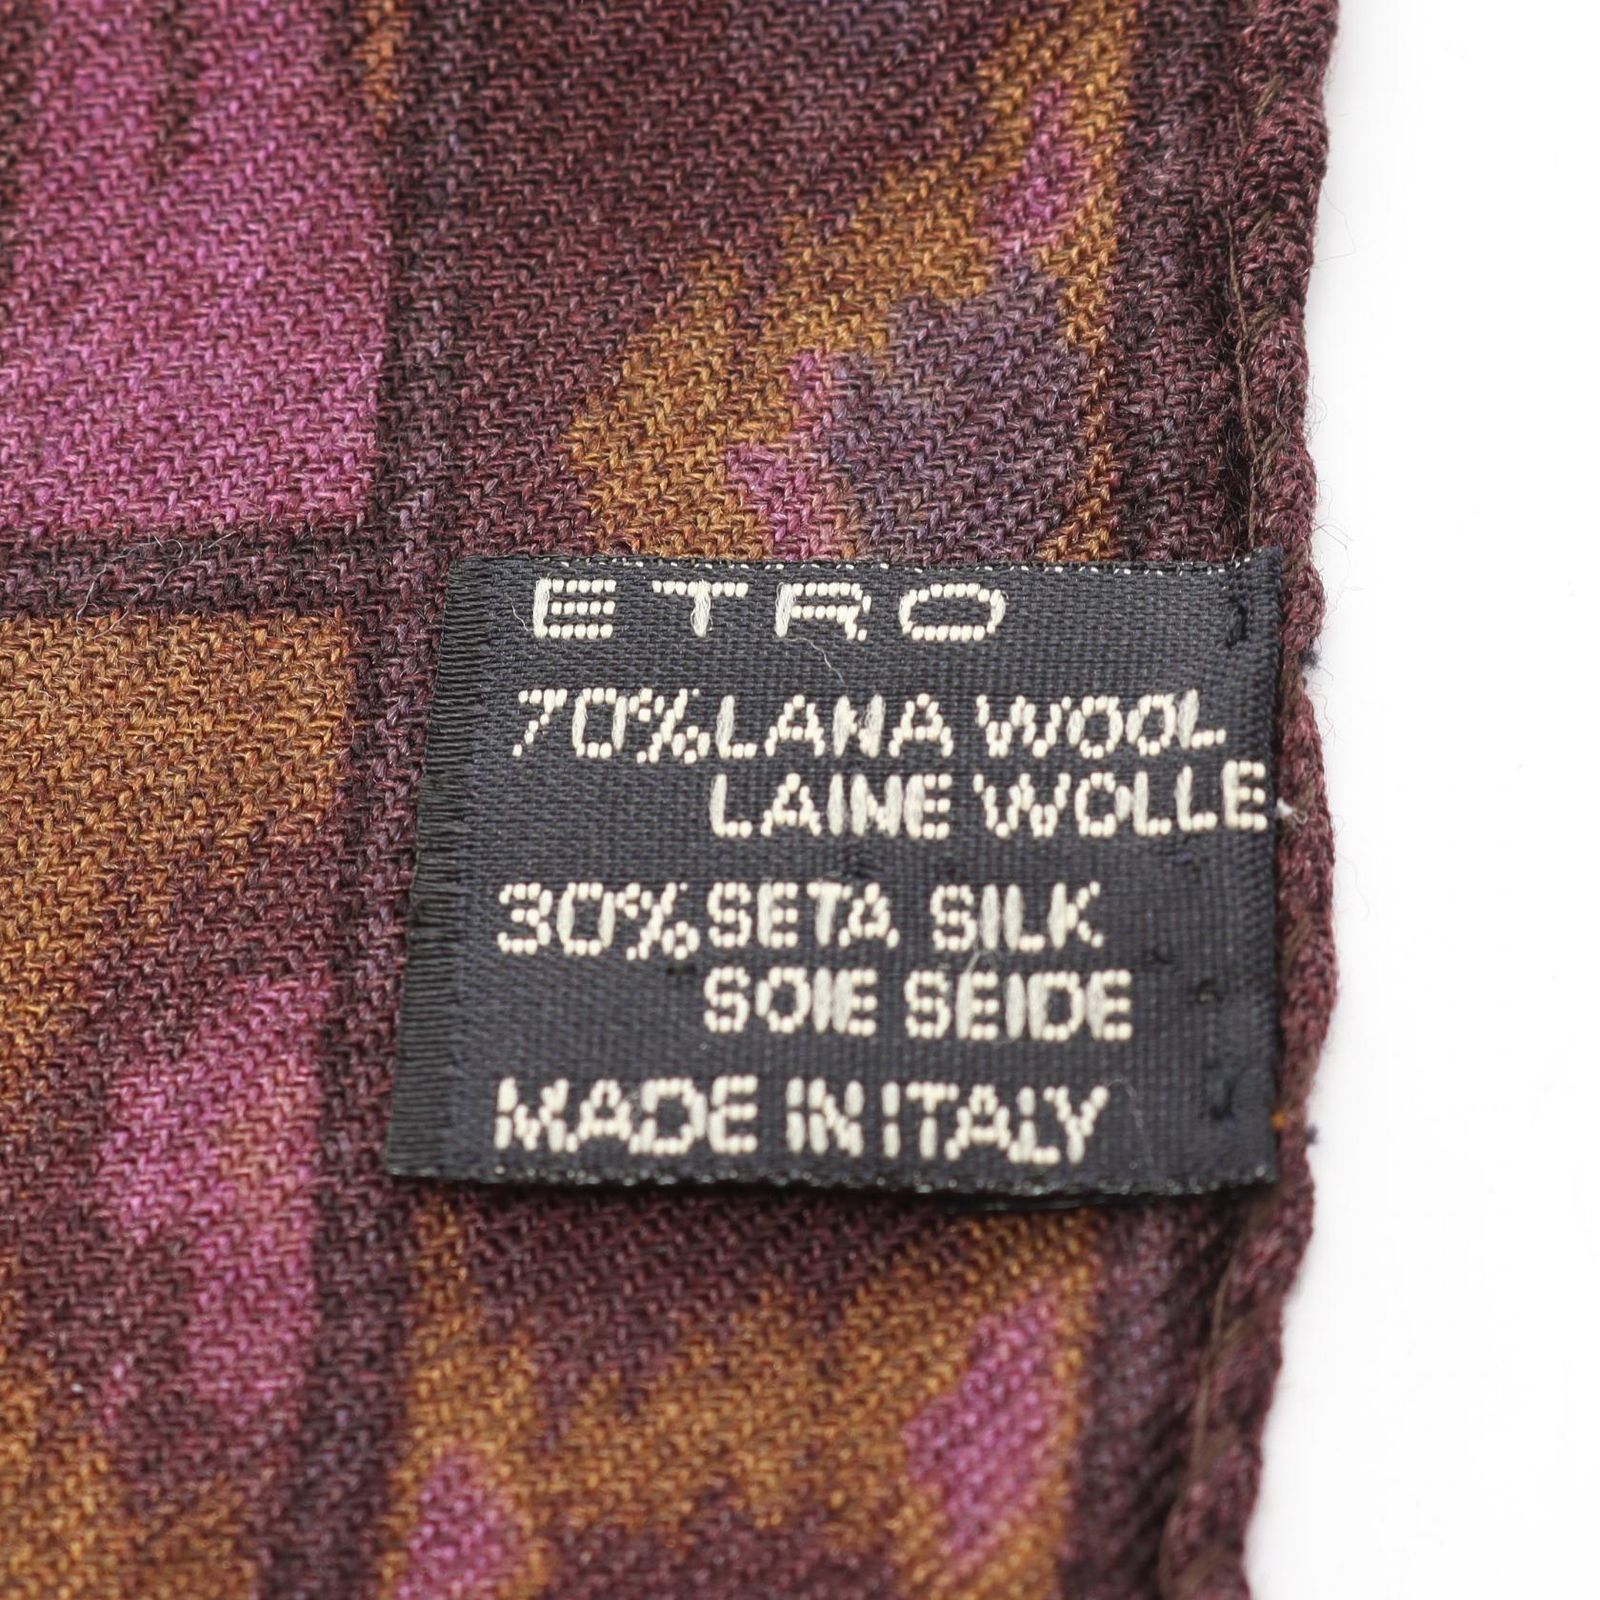 ETRO
70% LANA WOOL
LAINE WOLLE
30% SETA SILK
SOIE SEIDE
MADE IN ITALY